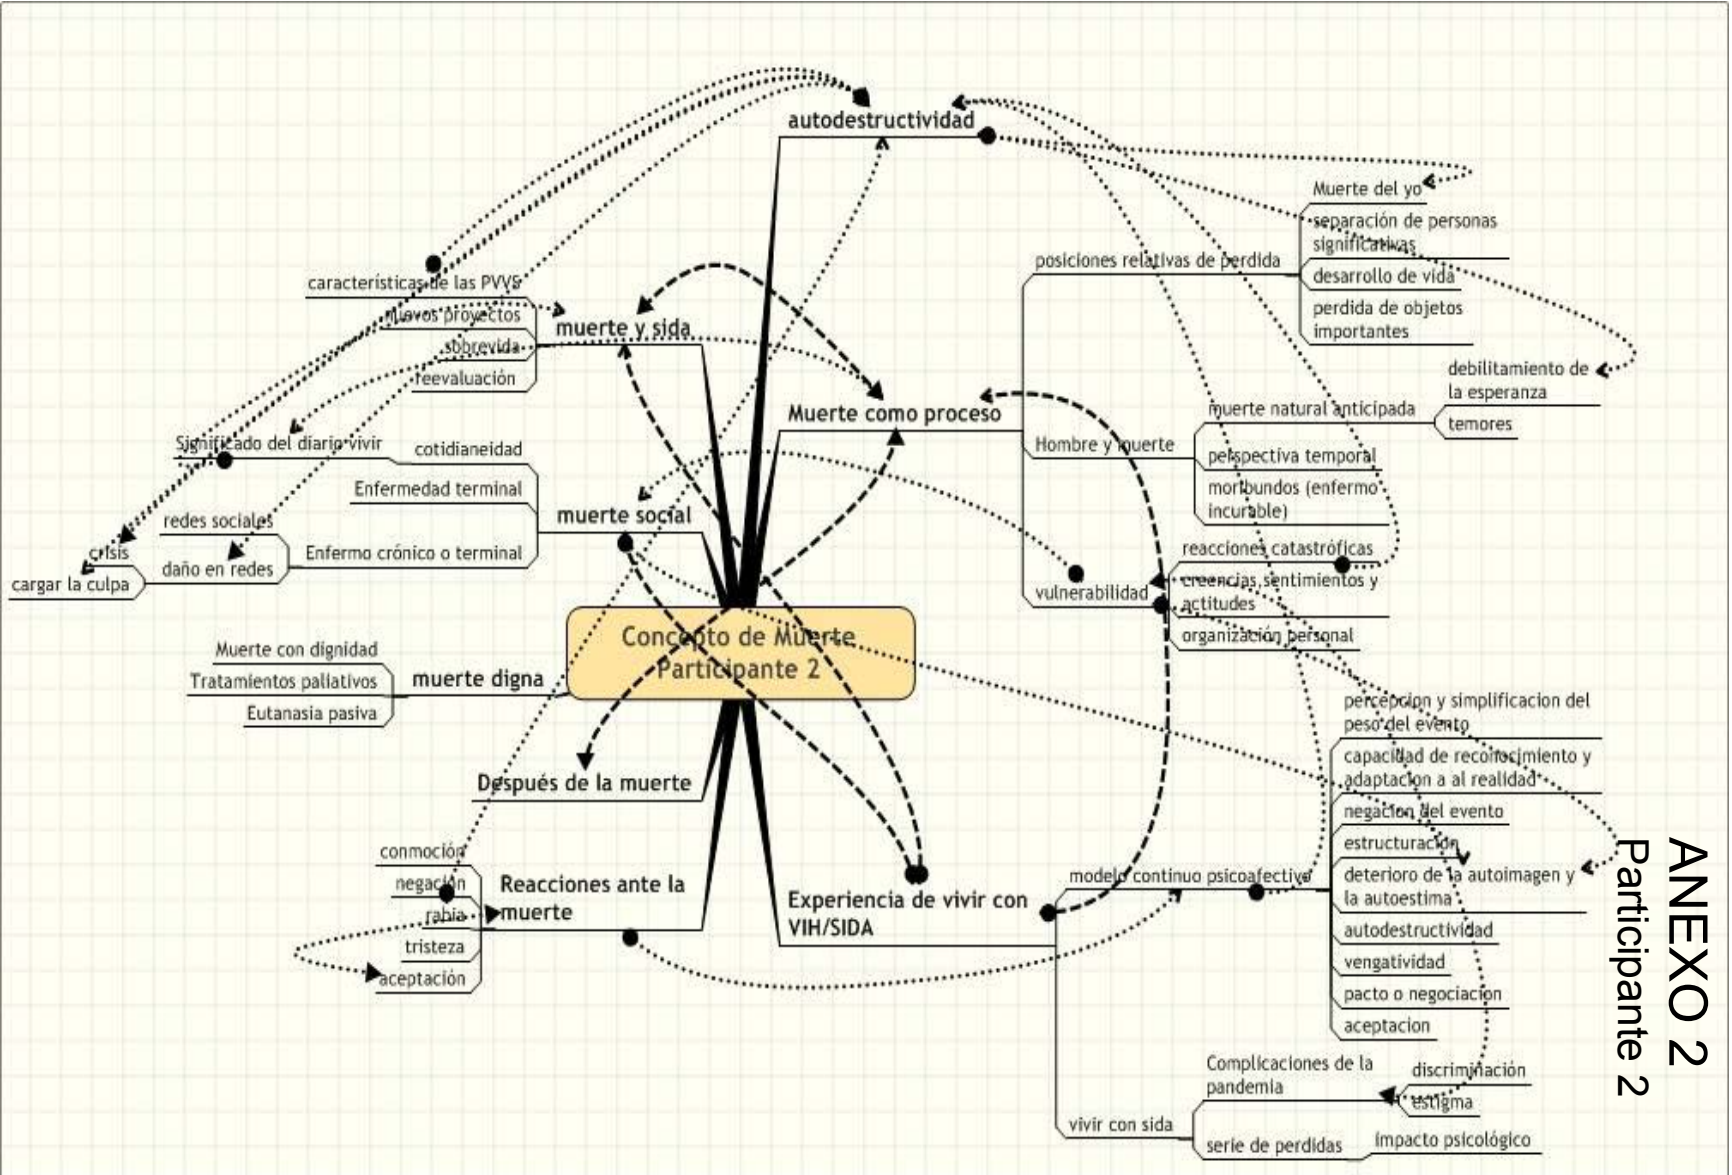 autodestructividad
Muerte del yo
separación de personas
significativas
posiciones relativas de perdida
desarrollo de vida
perdida de objetos
importantes
características de las PVVS
nuevos proyectos
muerte y sida
sobrevida
reevaluación
debilitamiento de
la esperanza
muerte natural anticipada
temores
Muerte como proceso
Hombre y muerte
perspectiva temporal
moribundos (enfermo
incurable)
Significado del diario vivir
cotidianeidad
Enfermedad terminal
muerte social
redes sociales
crisis
Enfermo crónico o terminal
daño en redes
cargar la culpa
reacciones catastróficas
creencias,sentimientos y
actitudes
vulnerabilidad
organización personal
Concepto de Muerte
Participante 2
Muerte con dignidad
Tratamientos paliativos
muerte digna
Eutanasia pasiva
percepcion y simplificacion del
peso del evento
capacidad de reconocimiento y
adaptacion a al realidad
negacion del evento
estructuración
modelo continuo psicoafectivo
deterioro de la autoimagen y
la autoestima
autodestructividad
vengatividad
pacto o negociacion
aceptacion
Después de la muerte
conmoción
negación
Reacciones ante la
muerte
rabia
tristeza
aceptación
Experiencia de vivir con
VIH/SIDA
Complicaciones de la
pandemia
discriminación
estigma
vivir con sida
serie de perdidas
impacto psicológico
ANEXO 2
Participante 2